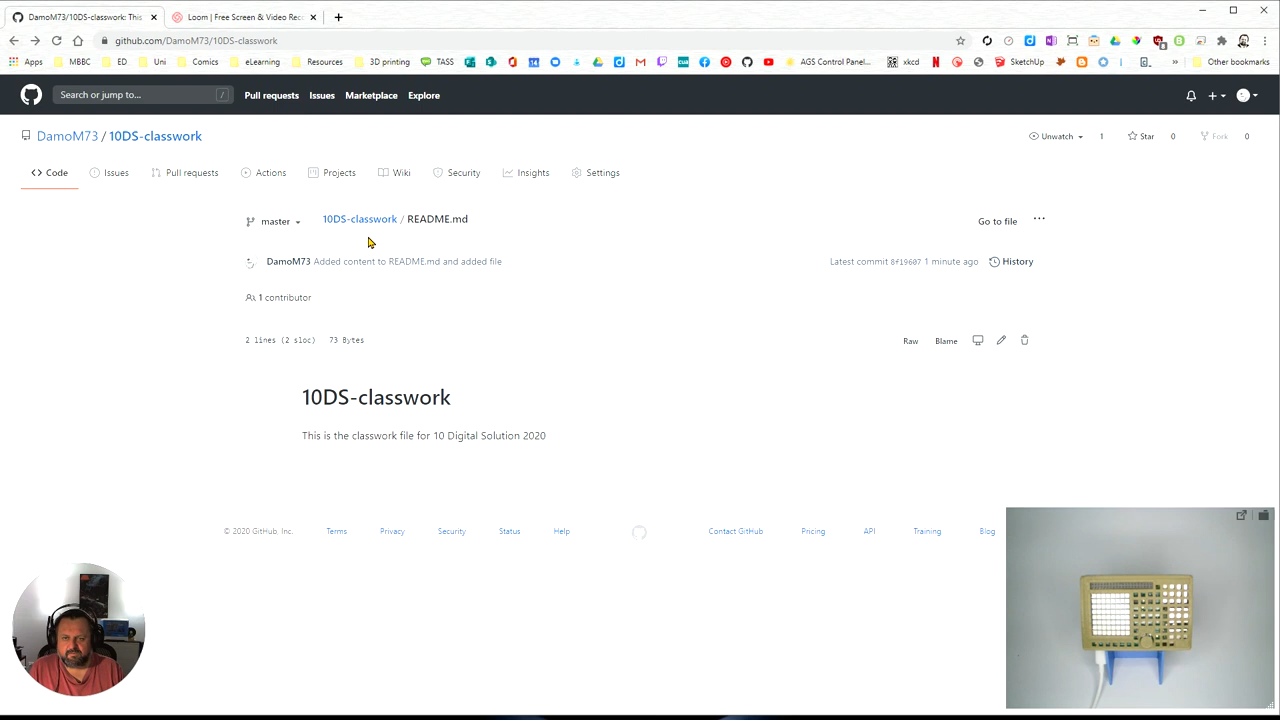 DamoM73/10DS-classwork: This
Loom | Free Screen & Video Rec
github.com/DamoM73/10DS-classwork
Apps MBBC ED Uni Comics eLearning Resources 3D printing TASS AGS Control Panel... xkcd SketchUp » Other bookmarks
Search or jump to... / Pull requests Issues Marketplace Explore
DamoM73 / 10DS-classwork Unwatch 1 Star 0 Fork 0
Code Issues Pull requests Actions Projects Wiki Security Insights Settings
master 10DS-classwork / README.md Go to file ...
DamoM73 Added content to README.md and added file Latest commit 8f19607 1 minute ago History
1 contributor
2 lines (2 sloc) 73 Bytes Raw Blame
10DS-classwork
This is the classwork file for 10 Digital Solution 2020
© 2020 GitHub, Inc. Terms Privacy Security Status Help Contact GitHub Pricing API Training Blog